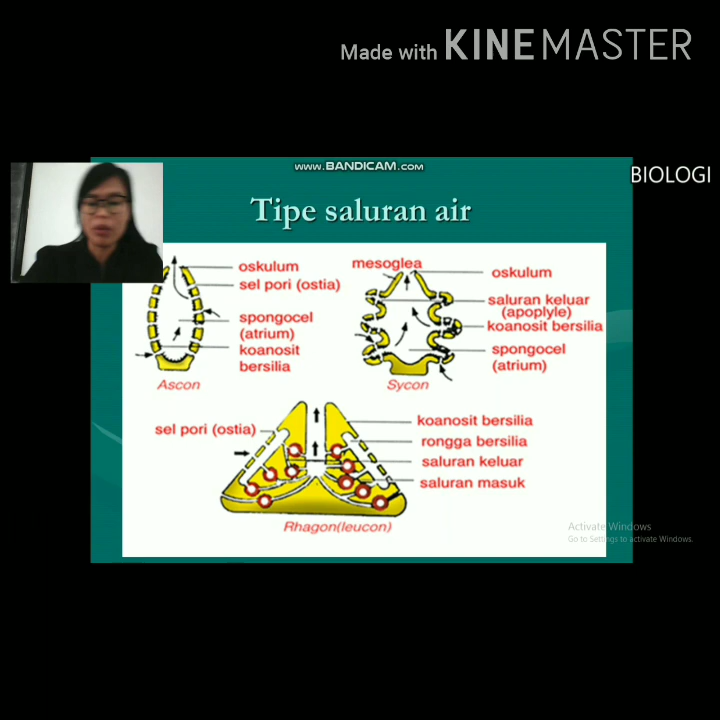 Made with KINEMASTER
www.BANDICAM.com
BIOLOGI
Tipe saluran air
oskulum
sel pori (ostia)
spongocel
(atrium)
koanosit
bersilia
Ascon
mesoglea
oskulum
saluran keluar
(apoplyle)
koanosit bersilia
spongocel
(atrium)
Sycon
sel pori (ostia)
koanosit bersilia
rongga bersilia
saluran keluar
saluran masuk
Rhagon(leucon)
Activate Windows
Go to Settings to activate Windows.